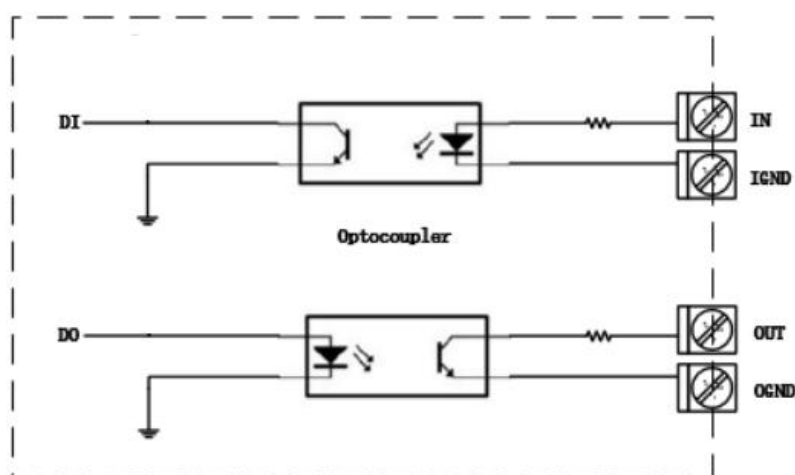 DI
IN
IGND
Optocoupler
DO
OUT
OGND